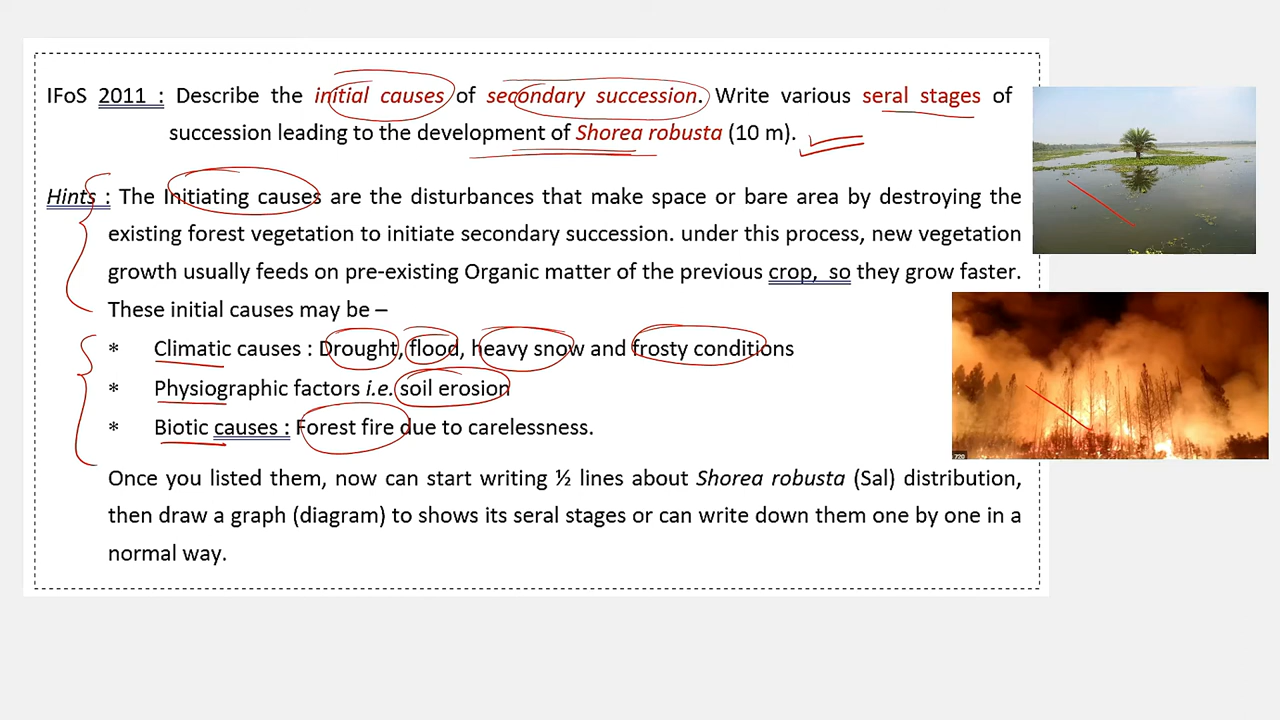 IFoS 2011 : Describe the initial causes of secondary succession. Write various seral stages of
succession leading to the development of Shorea robusta (10 m).
Hints : The Initiating causes are the disturbances that make space or bare area by destroying the
existing forest vegetation to initiate secondary succession. under this process, new vegetation
growth usually feeds on pre-existing Organic matter of the previous crop, so they grow faster.
These initial causes may be –
* Climatic causes : Drought, flood, heavy snow and frosty conditions
* Physiographic factors i.e. soil erosion
* Biotic causes : Forest fire due to carelessness.
Once you listed them, now can start writing ½ lines about Shorea robusta (Sal) distribution,
then draw a graph (diagram) to shows its seral stages or can write down them one by one in a
normal way.
720